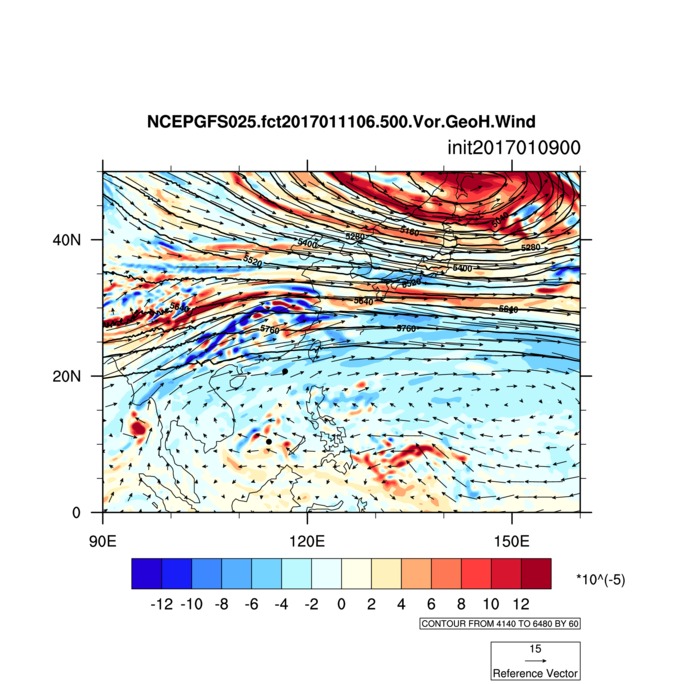 NCEPGFS025.fct2017011106.500.Vor.GeoH.Wind
init2017010900
40N
20N
0
90E 120E 150E
5400 5280 5160 5280
5520 5400
5640 5640
5760 5760
-12 -10 -8 -6 -4 -2 0 2 4 6 8 10 12
*10^(-5)
CONTOUR FROM 4140 TO 6480 BY 60
15
Reference Vector